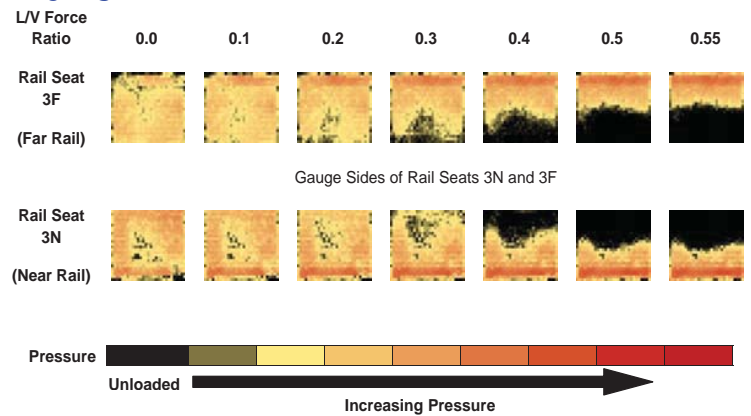 L/V Force
Ratio 0.0 0.1 0.2 0.3 0.4 0.5 0.55
Rail Seat
3F
(Far Rail)
Gauge Sides of Rail Seats 3N and 3F
Rail Seat
3N
(Near Rail)
Pressure
Unloaded
Increasing Pressure